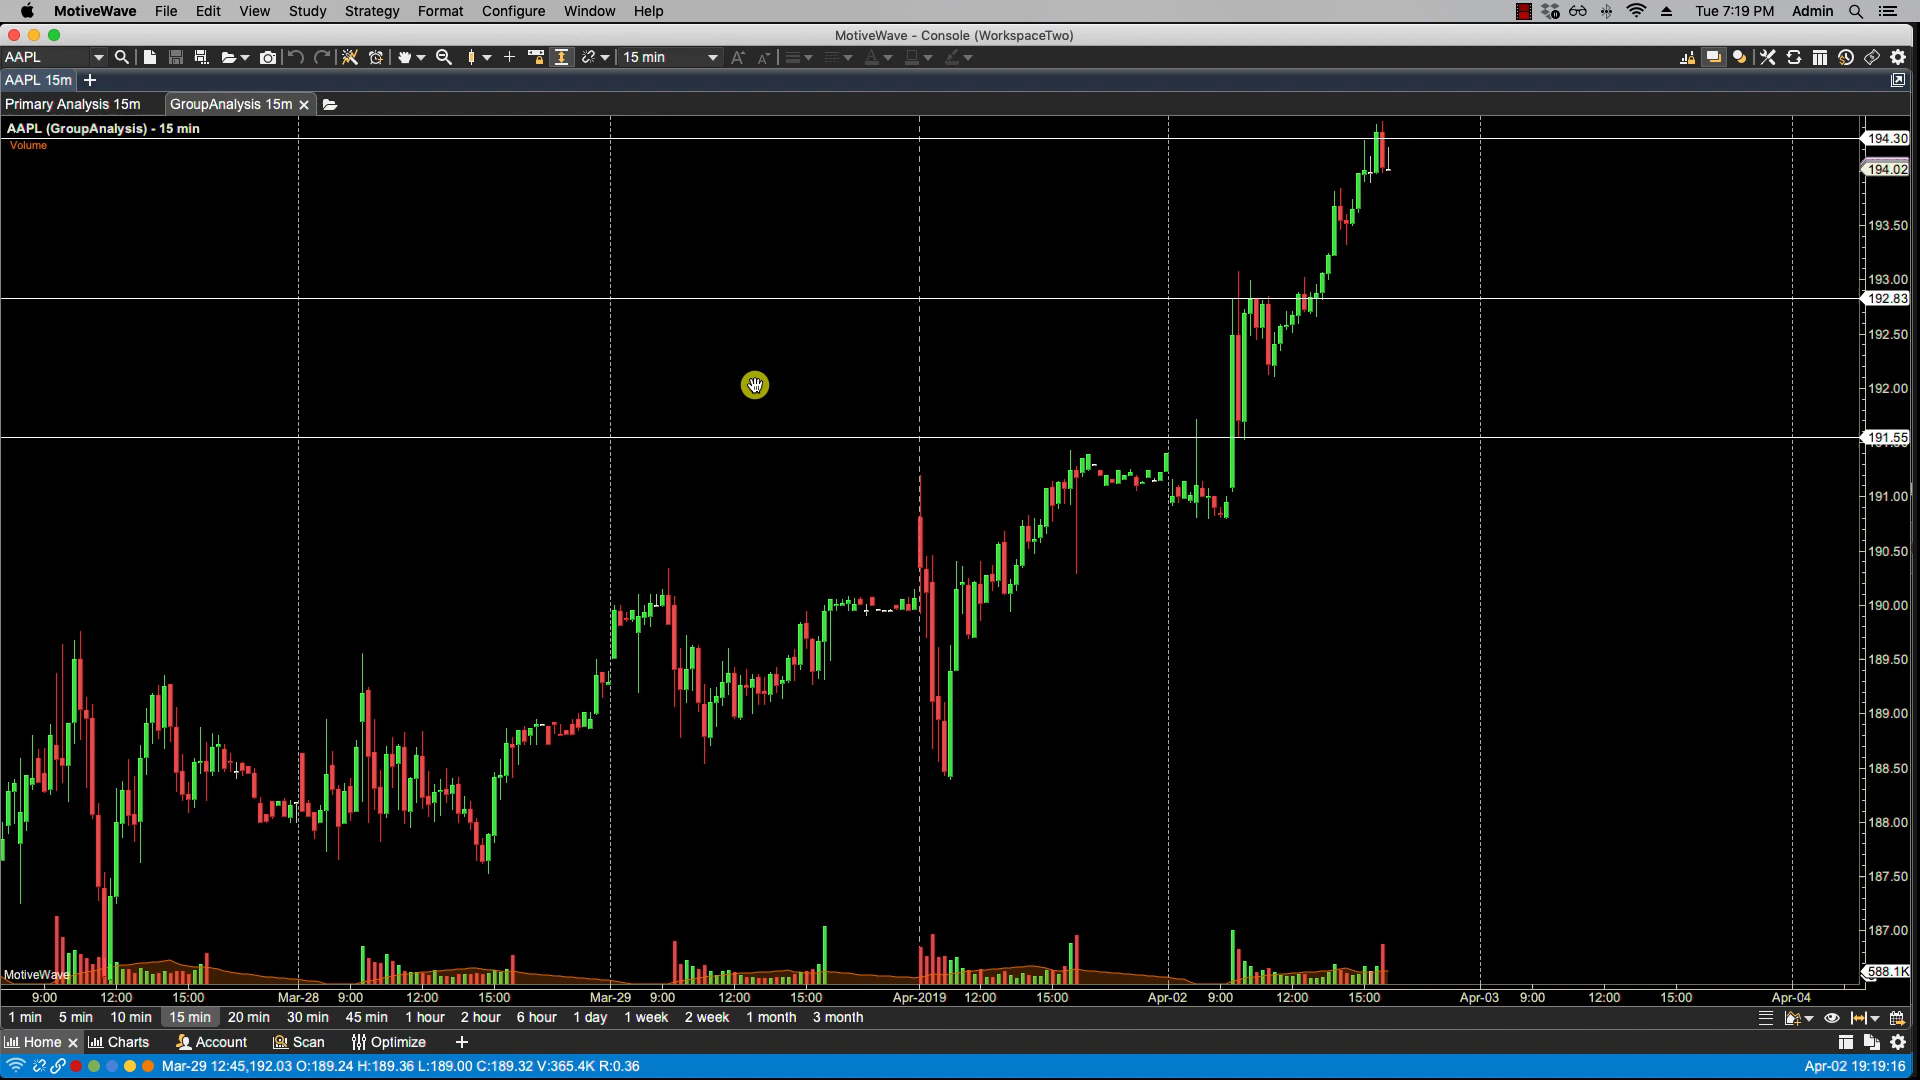 MotiveWave File Edit View Study Strategy Format Configure Window Help Tue 7:19 PM Admin
MotiveWave - Console (WorkspaceTwo)
AAPL 15 min
AAPL 15m
Primary Analysis 15m GroupAnalysis 15m
AAPL (GroupAnalysis) - 15 min
Volume
194.30
194.02
193.50
193.00
192.83
192.50
192.00
191.55
191.00
190.50
190.00
189.50
189.00
188.50
188.00
187.50
187.00
588.1K
MotiveWave
9:00 12:00 15:00 Mar-28 9:00 12:00 15:00 Mar-29 9:00 12:00 15:00 Apr-2019 12:00 15:00 Apr-02 9:00 12:00 15:00 Apr-03 9:00 12:00 15:00 Apr-04
1 min 5 min 10 min 15 min 20 min 30 min 45 min 1 hour 2 hour 6 hour 1 day 1 week 2 week 1 month 3 month
Home Charts Account Scan Optimize
Mar-29 12:45,192.03 O:189.24 H:189.36 L:189.00 C:189.32 V:365.4K R:0.36 Apr-02 19:19:16